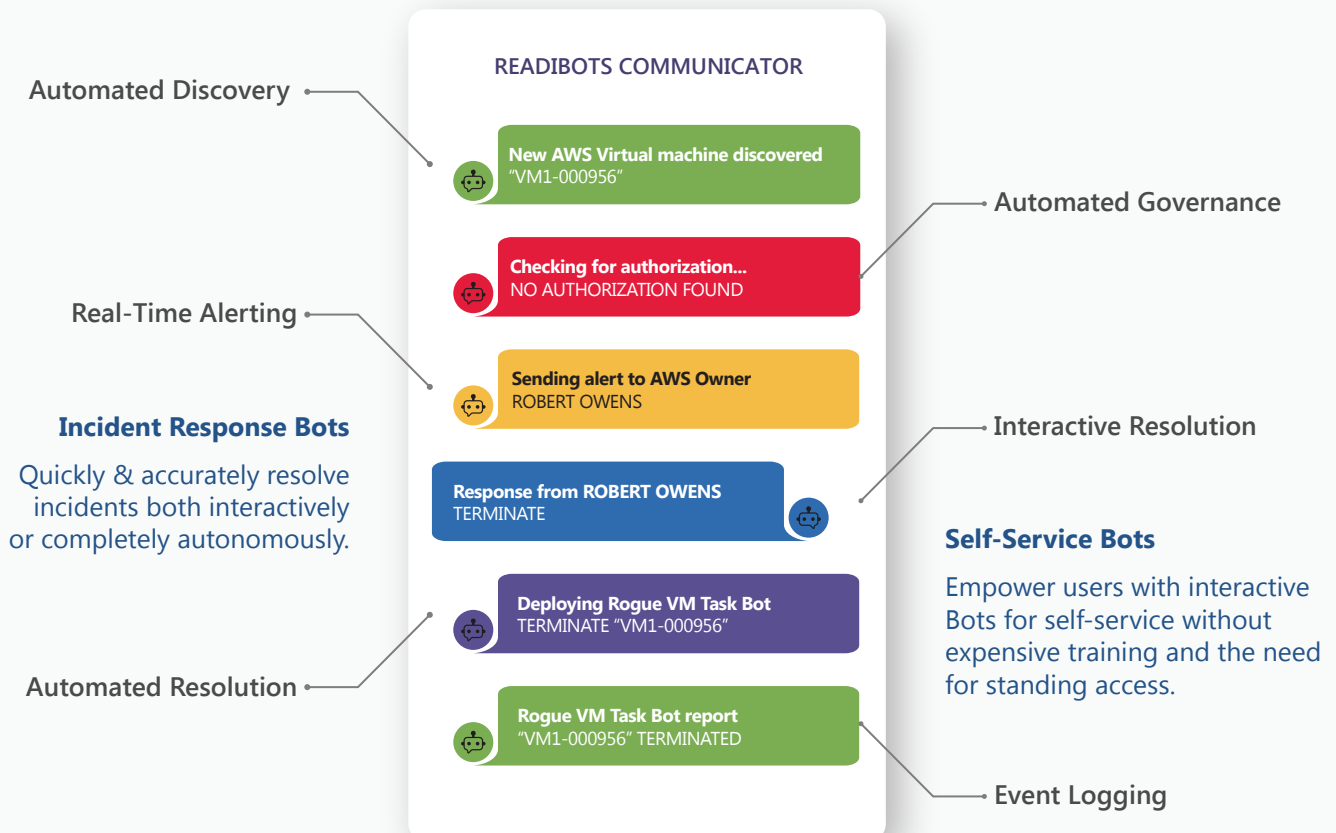 READIBOTS COMMUNICATOR
Automated Discovery
New AWS Virtual machine discovered
“VM1-000956”
Automated Governance
Checking for authorization...
NO AUTHORIZATION FOUND
Real-Time Alerting
Sending alert to AWS Owner
ROBERT OWENS
Incident Response Bots
Quickly & accurately resolve
incidents both interactively
or completely autonomously.
Interactive Resolution
Response from ROBERT OWENS
TERMINATE
Self-Service Bots
Empower users with interactive
Bots for self-service without
expensive training and the need
for standing access.
Deploying Rogue VM Task Bot
TERMINATE “VM1-000956”
Automated Resolution
Rogue VM Task Bot report
“VM1-000956” TERMINATED
Event Logging